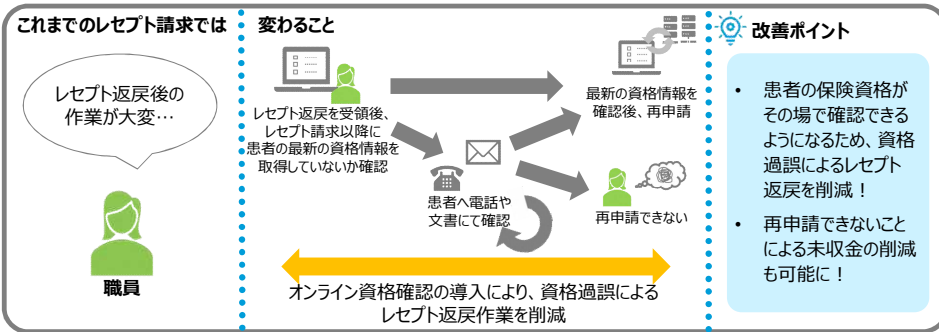 これまでのレセプト請求では
レセプト返戻後の
作業が大変…
職員
変わること
レセプト返戻を受領後、
レセプト請求以降に
患者の最新の資格情報を
取得していないか確認
最新の資格情報を
確認後、再申請
患者へ電話や
文書にて確認
再申請できない
オンライン資格確認の導入により、資格過誤による
レセプト返戻作業を削減
改善ポイント
• 患者の保険資格が
その場で確認できる
ようになるため、資格
過誤によるレセプト
返戻を削減！
• 再申請できないこと
による未収金の削減
も可能に！